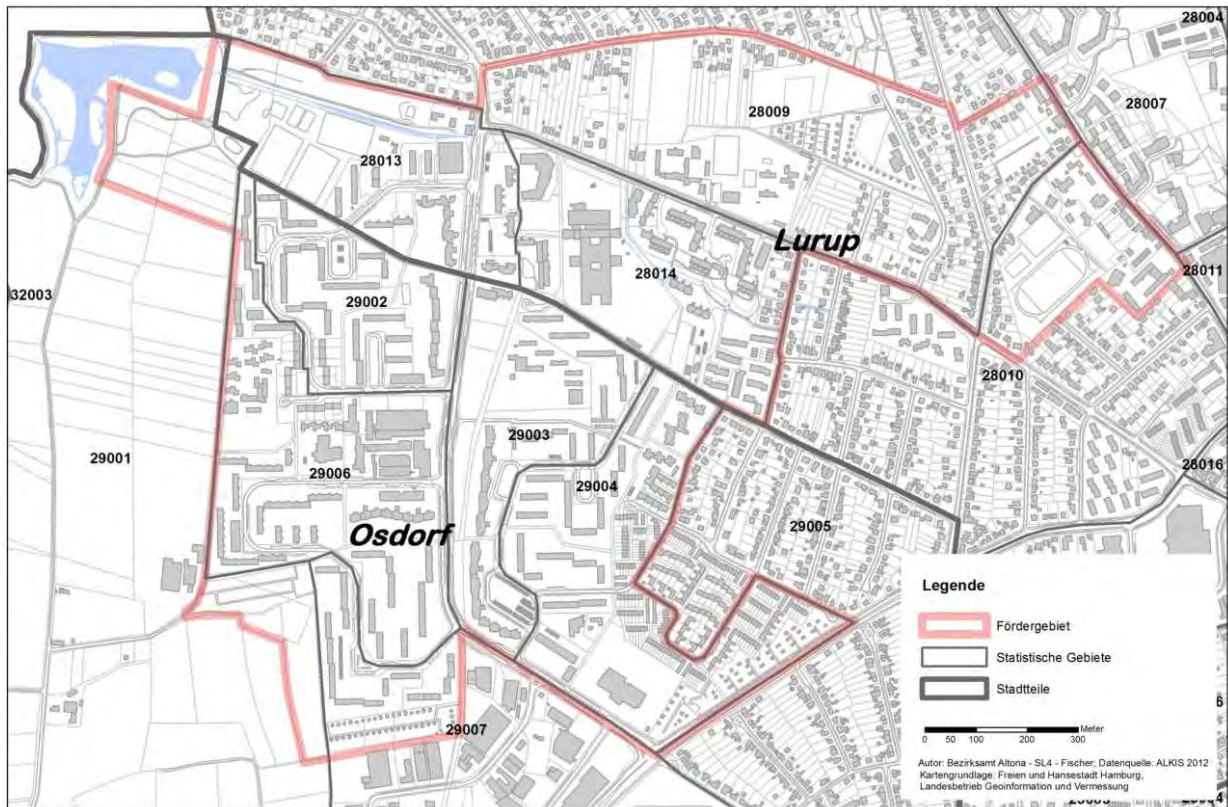 28004
28007
28009
28013
Lurup
28011
28014
32003
29002
28010
29003
29001
28016
29006
29004
29005
Osdorf
29007
Legende
Fördergebiet
Statistische Gebiete
Stadtteile
Meter
0 50 100 200 300
Autor: Bezirksamt Altona - SL4 - Fischer; Datenquelle: ALKIS 2012
Kartengrundlage: Freien und Hansestadt Hamburg,
Landesbetrieb Geoinformation und Vermessung